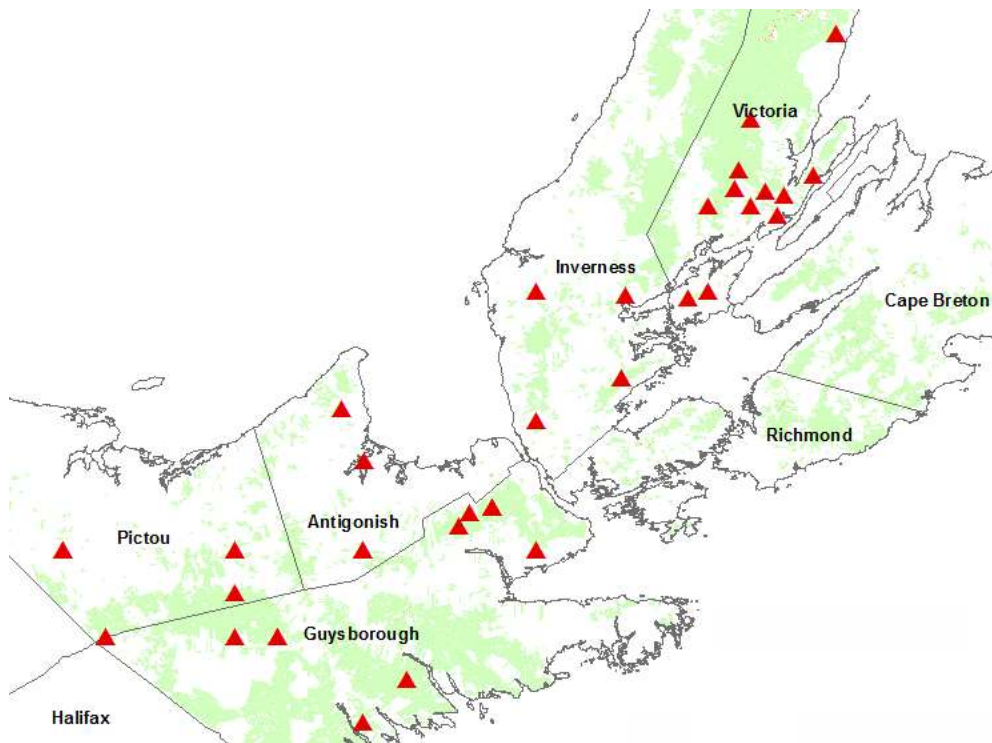 Victoria
Inverness
Cape Breton
Richmond
Antigonish
Pictou
Guysborough
Halifax